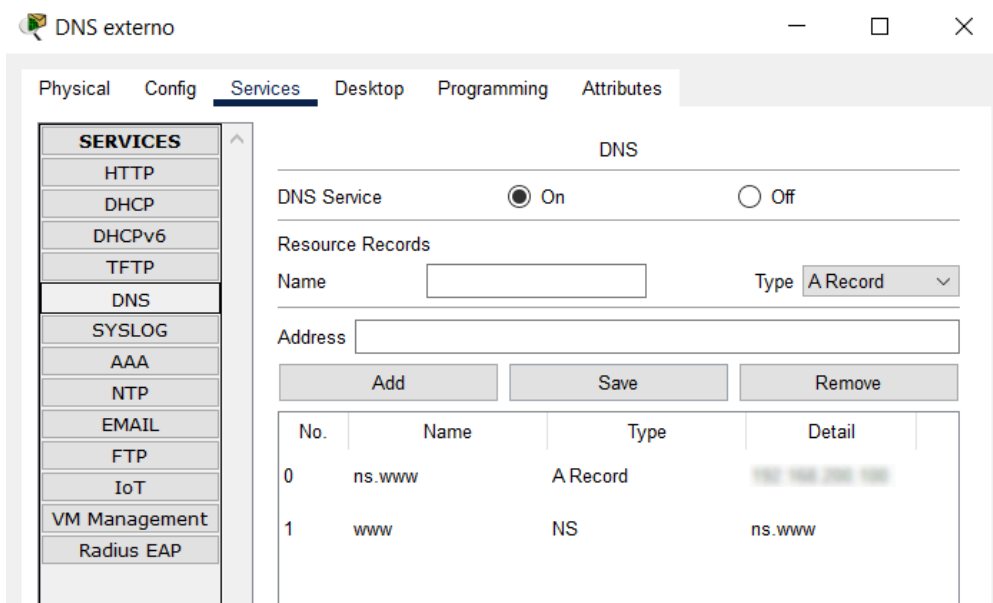 DNS externo
Physical Config Services Desktop Programming Attributes
SERVICES
HTTP
DHCP
DHCPv6
TFTP
DNS
SYSLOG
AAA
NTP
EMAIL
FTP
IoT
VM Management
Radius EAP
DNS
DNS Service On Off
Resource Records
Name Type A Record
Address
Add Save Remove
No. Name Type Detail
0 ns.www A Record
1 www NS ns.www